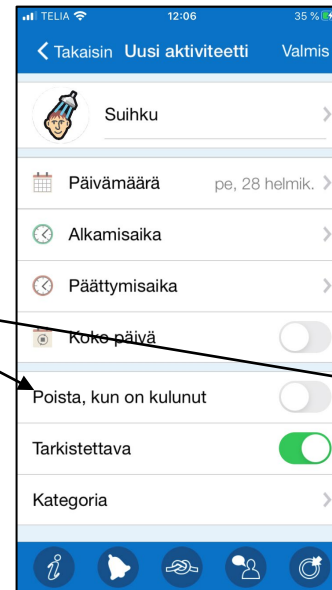 TELIA 12:06 35 %
Takaisin Uusi aktiviteetti Valmis
Suihku
Päivämäärä pe, 28 helmik.
Alkamisaika
Päättymisaika
Koko päivä
Poista, kun on kulunut
Tarkistettava
Kategoria